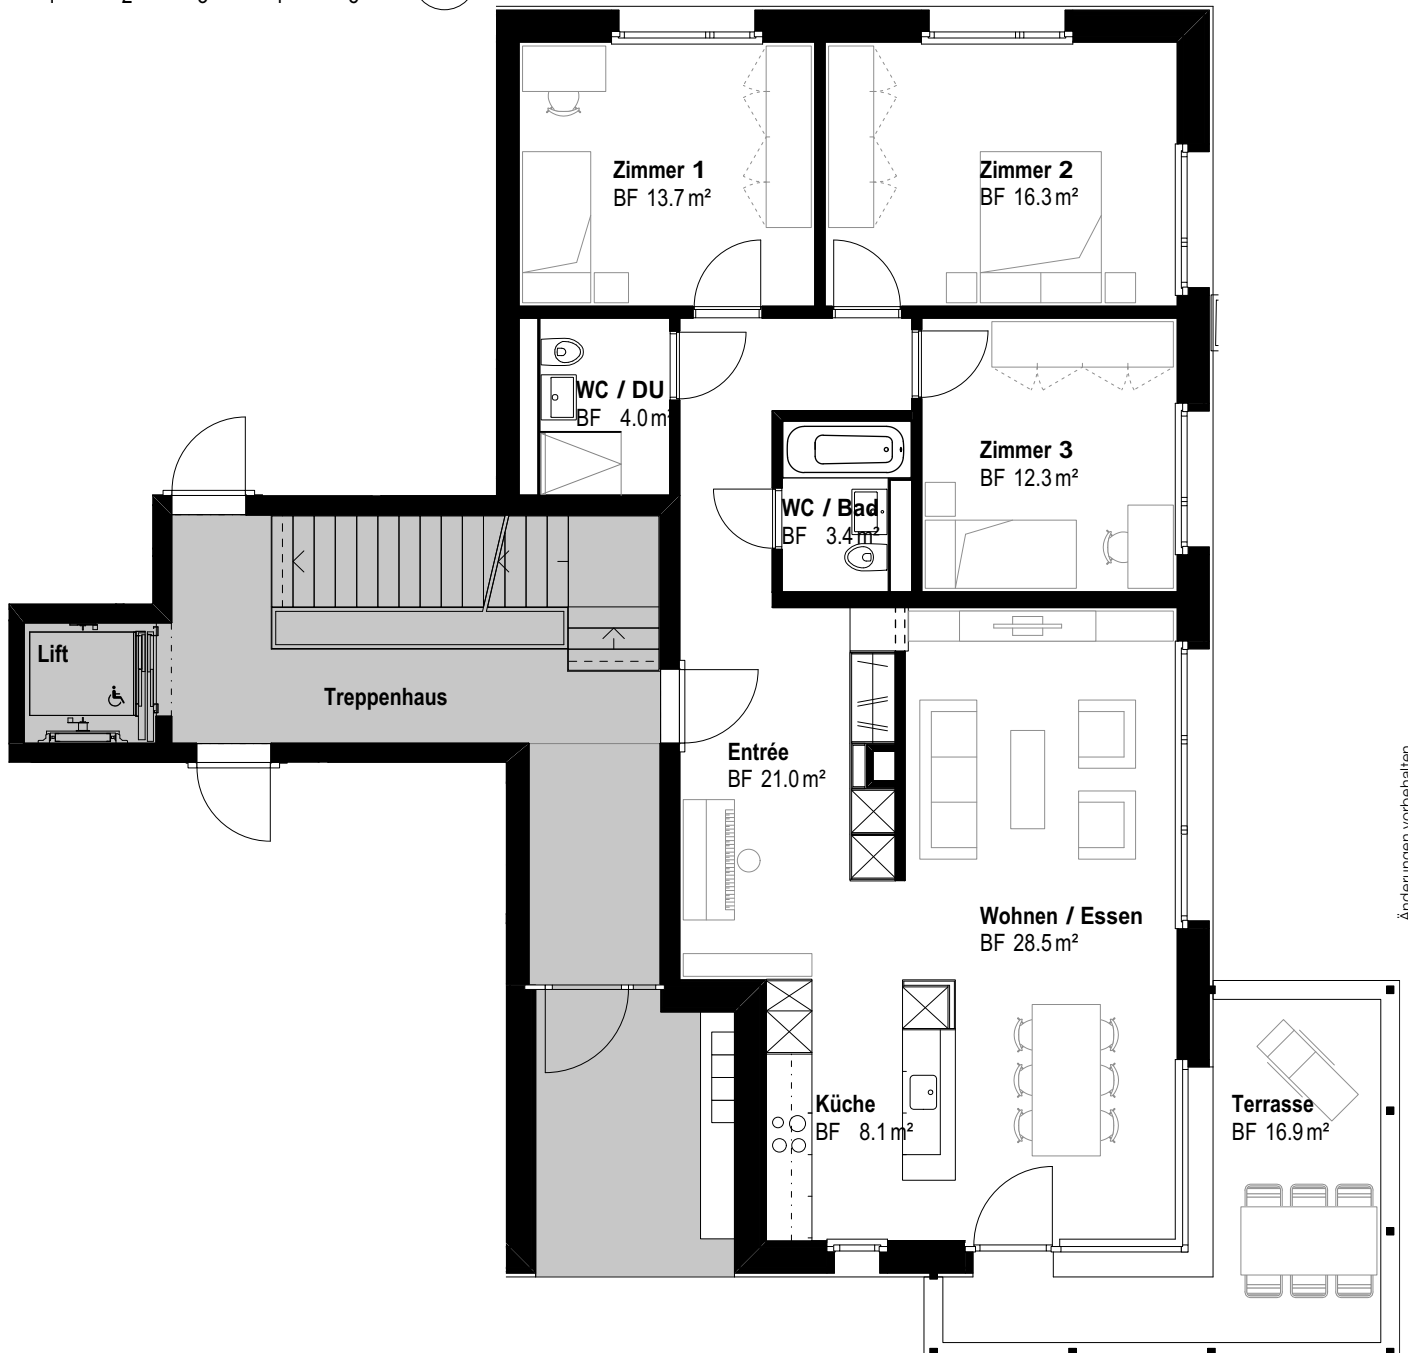 Zimmer 1
BF 13.7 m²
Zimmer 2
BF 16.3 m²
WC / DU
BF 4.0 m²
Zimmer 3
BF 12.3 m²
WC / Bad
BF 3.4 m²
Lift
Treppenhaus
Entrée
BF 21.0 m²
Änderungen vorbehalten
Wohnen / Essen
BF 28.5 m²
Küche
BF 8.1 m²
Terrasse
BF 16.9 m²